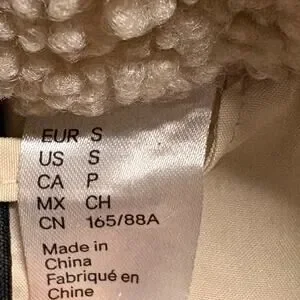 EUR S
US S
CA P
MX CH
CN 165/88A
Made in
China
Fabriqué en
Chine